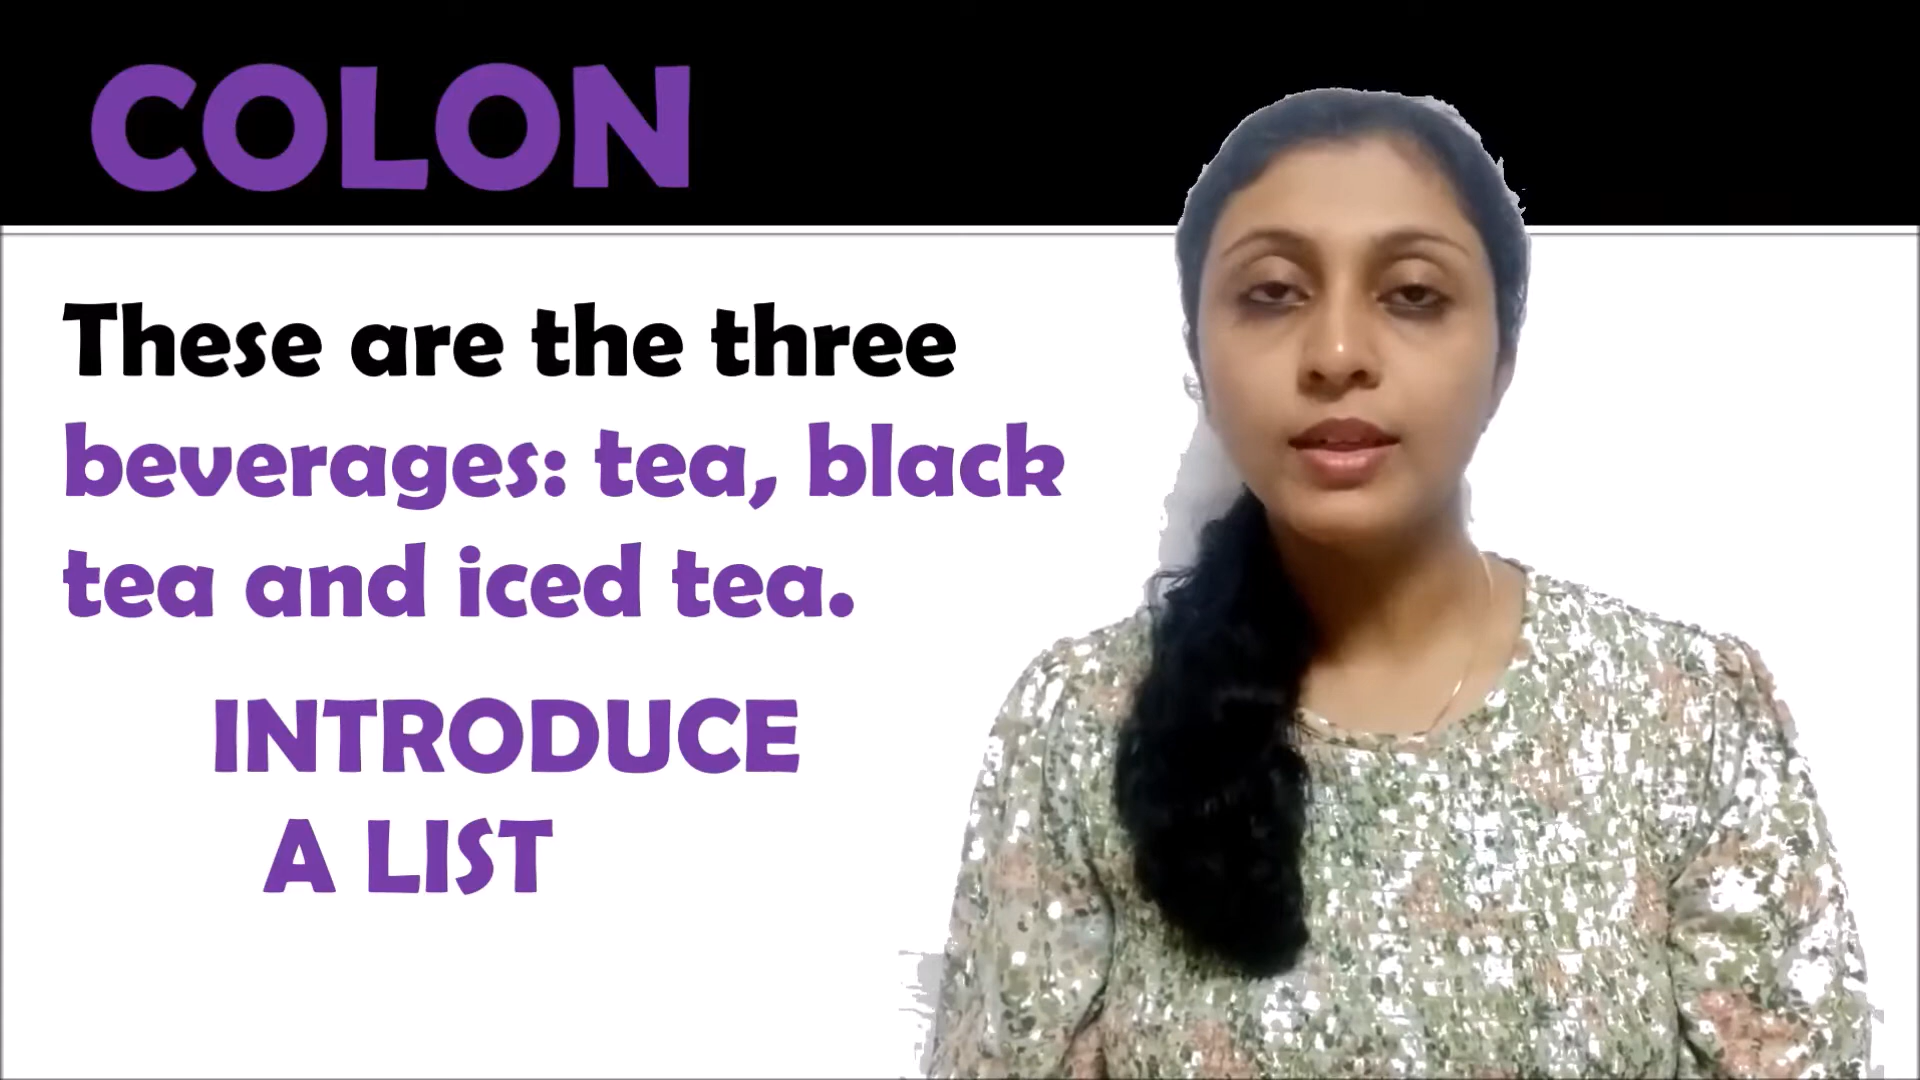 COLON
These are the three
beverages: tea, black
tea and iced tea.
INTRODUCE
A LIST